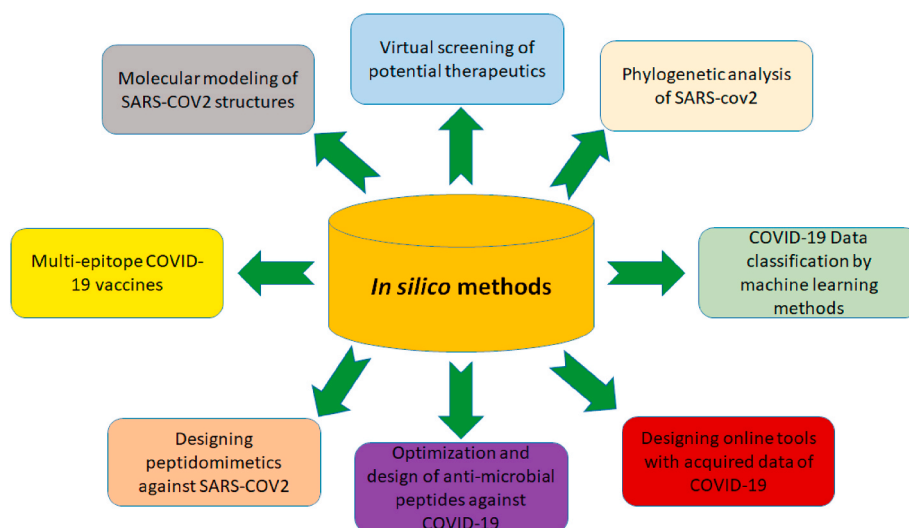 Virtual screening of
potential therapeutics
Molecular modeling of
SARS-COV2 structures
Phylogenetic analysis
of SARS-cov2
Multi-epitope COVID-
19 vaccines
In silico methods
COVID-19 Data
classification by
machine learning
methods
Designing
peptidomimetics
against SARS-COV2
Optimization and
design of anti-microbial
peptides against
COVID-19
Designing online tools
with acquired data of
COVID-19